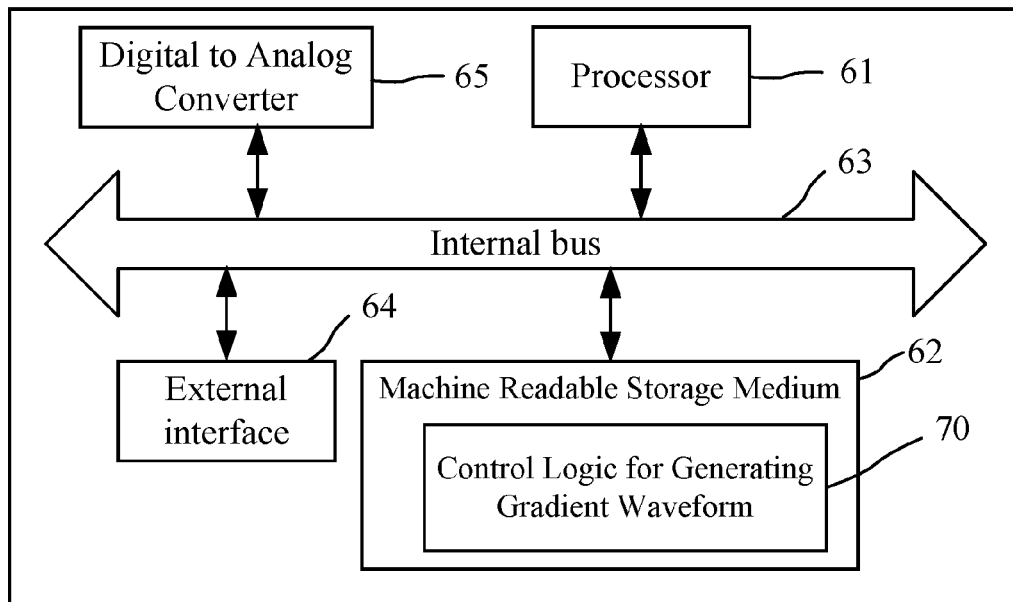 Digital to Analog
Converter
65
Processor
61
63
Internal bus
64
External
interface
62
Machine Readable Storage Medium
70
Control Logic for Generating
Gradient Waveform